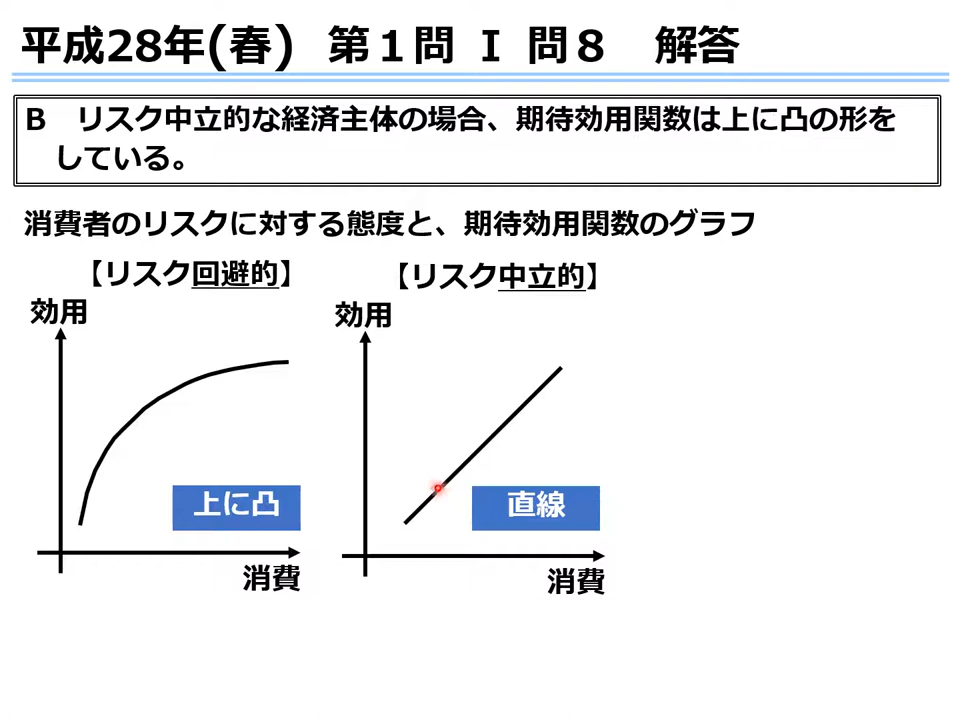 平成28年(春)　第１問 Ⅰ 問８　解答
B　リスク中立的な経済主体の場合、期待効用関数は上に凸の形を
している。
消費者のリスクに対する態度と、期待効用関数のグラフ
【リスク回避的】
【リスク中立的】
効用
効用
上に凸
直線
消費
消費